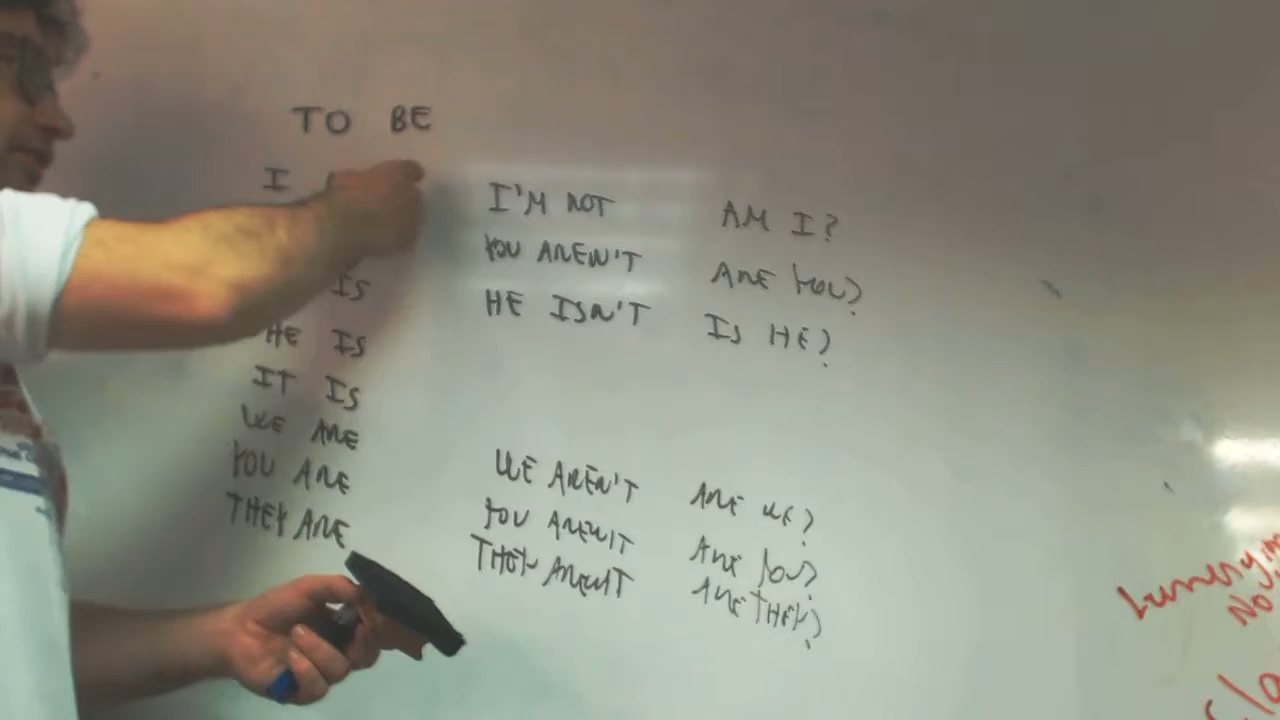 TO BE
I
I'M NOT
AM I?
YOU AREN'T
ARE YOU?
IS
HE ISN'T
IS HE?
HE IS
IT IS
WE ARE
YOU ARE
THEY ARE
WE AREN'T
ARE WE?
YOU AREN'T
ARE YOU?
THEY AREN'T
ARE THEY?
No